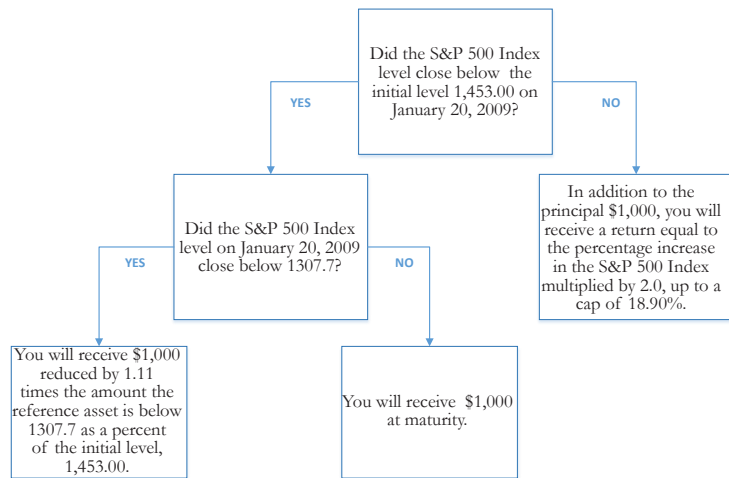 Did the S&P 500 Index
level close below the
initial level 1,453.00 on
January 20, 2009?
YES
NO
Did the S&P 500 Index
level on January 20, 2009
close below 1307.7?
In addition to the
principal $1,000, you will
receive a return equal to
the percentage increase
in the S&P 500 Index
multiplied by 2.0, up to a
cap of 18.90%.
YES
NO
You will receive $1,000
reduced by 1.11
times the amount the
reference asset is below
1307.7 as a percent
of the initial level,
1,453.00.
You will receive $1,000
at maturity.